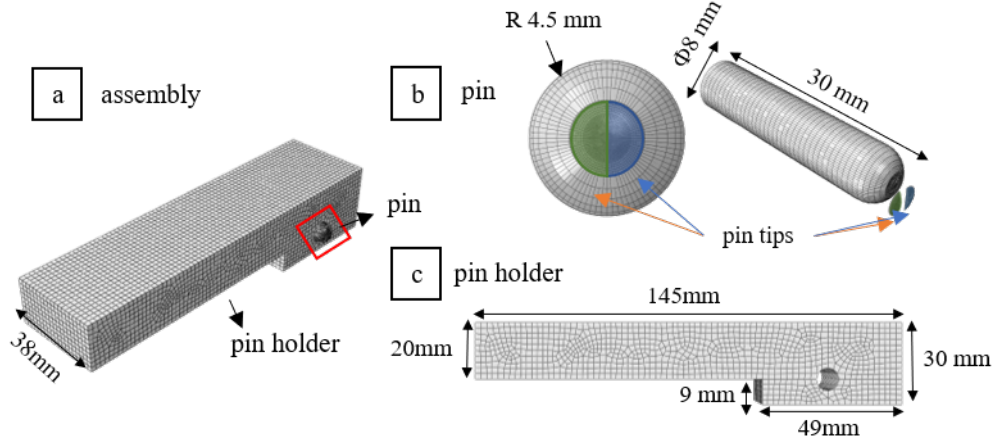 a assembly
pin
38mm
pin holder
b pin
R 4.5 mm
Φ8 mm
30 mm
pin tips
c pin holder
145mm
20mm
30 mm
9 mm
49mm